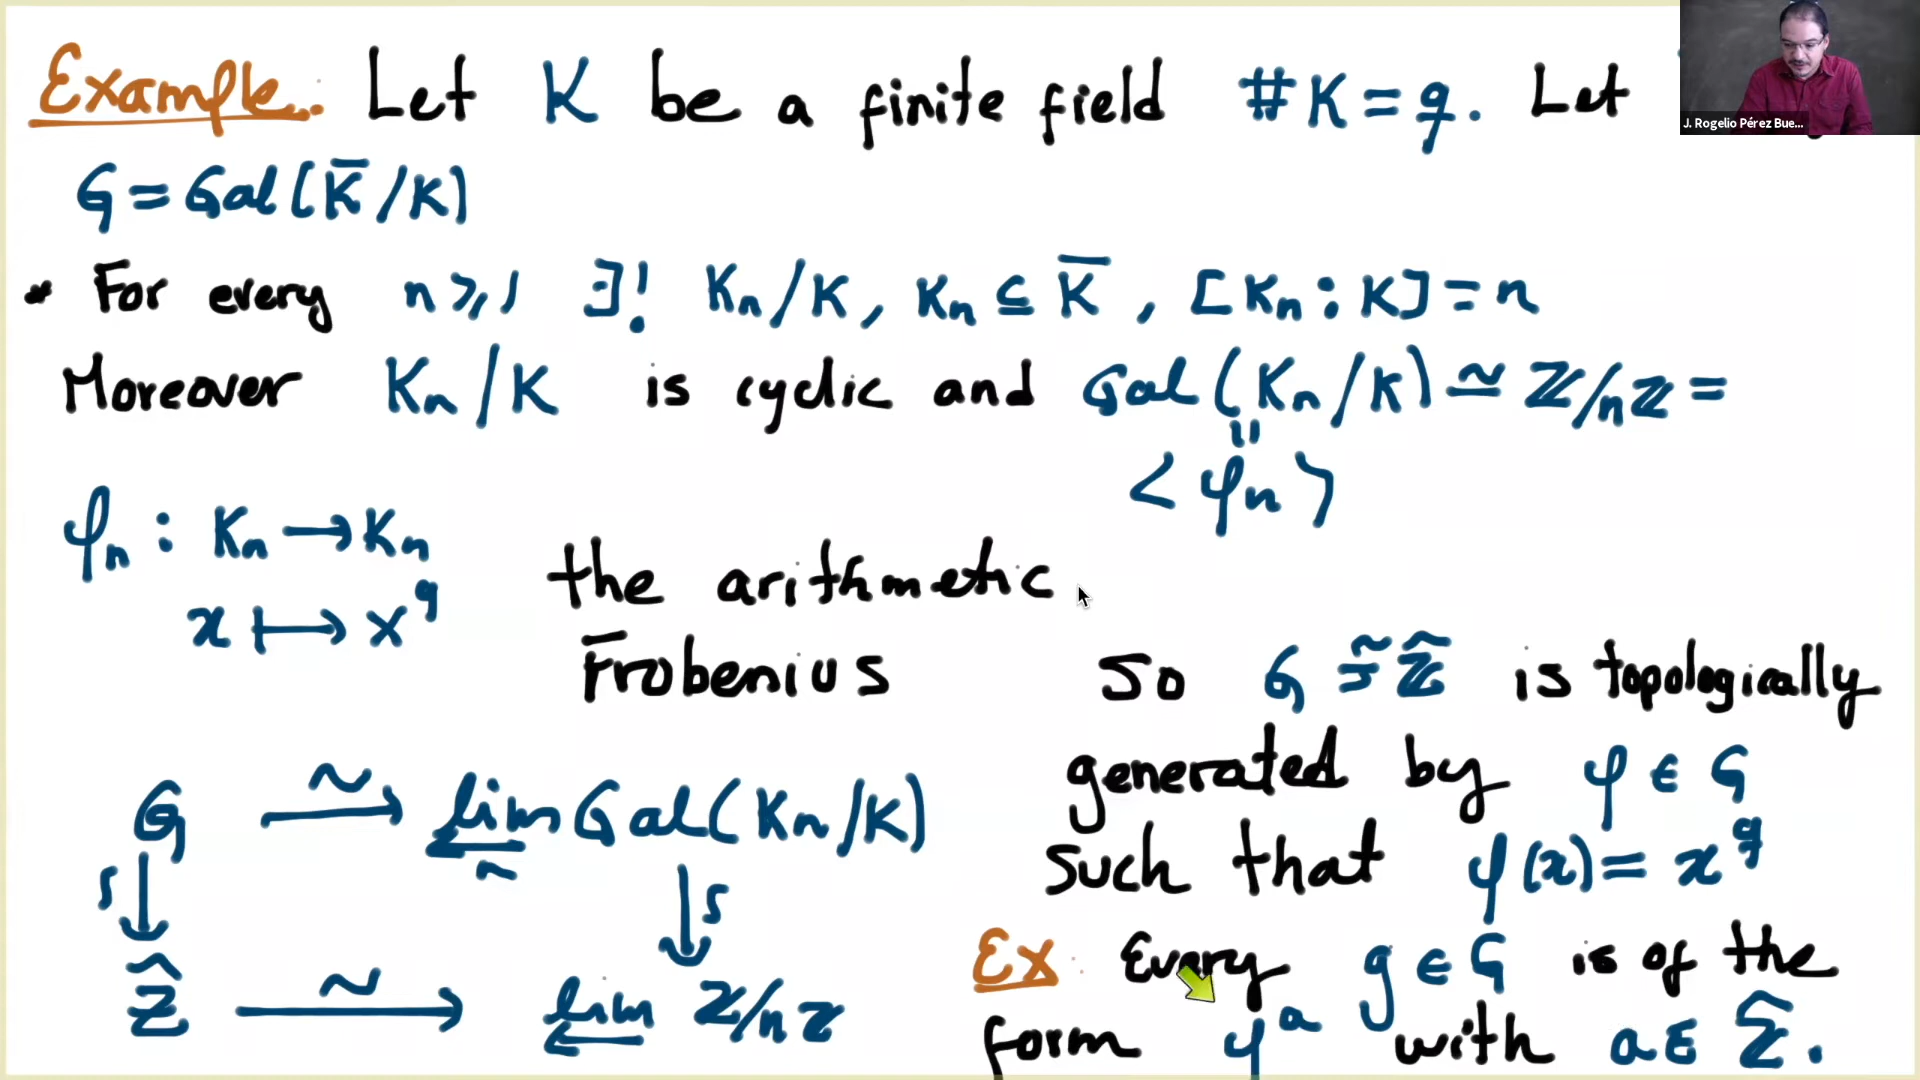 Example. Let K be a finite field #K = q. Let
J. Rogelio Pérez Bue...
G = Gal(K̅/K)
* For every n ⩾ 1 ∃! Kn/K, Kn ⊆ K̅, [Kn : K] = n
Moreover Kn/K is cyclic and Gal(Kn/K) ≃ ℤ/nℤ =
=
<φn>
φn : Kn → Kn
x ↦ x^q
the arithmetic
Frobenius
So G ≅ ℤ̂ is topologically
generated by φ ∈ G
such that φ(x) = x^q
G ~→ lim← n Gal(Kn/K)
s ↓ ↓ s
ℤ̂ ~→ lim← ℤ/nℤ
Ex. Every g ∈ G is of the
form φ^a with a ∈ ℤ̂.